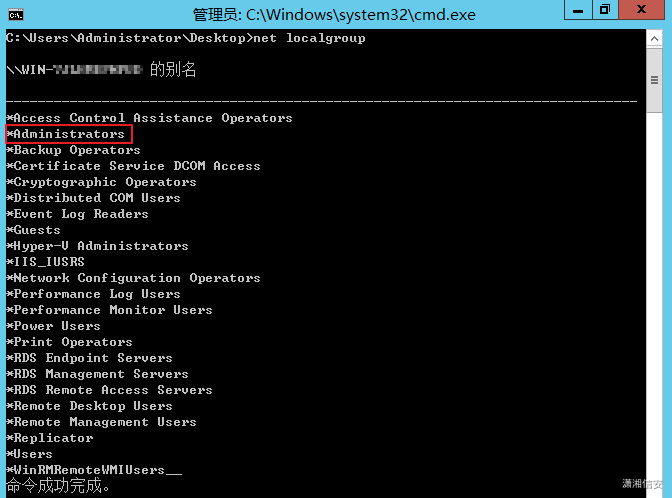 管理员: C:\Windows\system32\cmd.exe
C:\Users\Administrator\Desktop>net localgroup
\\WIN- 的别名
-------------------------------------------------------------------------------
*Access Control Assistance Operators
*Administrators
*Backup Operators
*Certificate Service DCOM Access
*Cryptographic Operators
*Distributed COM Users
*Event Log Readers
*Guests
*Hyper-V Administrators
*IIS_IUSRS
*Network Configuration Operators
*Performance Log Users
*Performance Monitor Users
*Power Users
*Print Operators
*RDS Endpoint Servers
*RDS Management Servers
*RDS Remote Access Servers
*Remote Desktop Users
*Remote Management Users
*Replicator
*Users
*WinRMRemoteWMIUsers__
命令成功完成。
潇湘信安